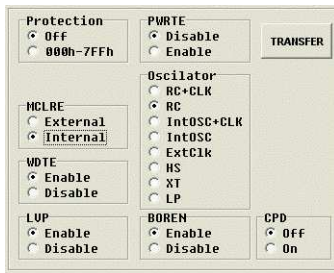 Protection
Off
000h-7FFh
PWRTE
Disable
Enable
TRANSFER
Oscilator
RC+CLK
RC
IntOSC+CLK
IntOSC
ExtClk
HS
XT
LP
MCLRE
External
Internal
WDTE
Enable
Disable
LVP
Enable
Disable
BOREN
Enable
Disable
CPD
Off
On